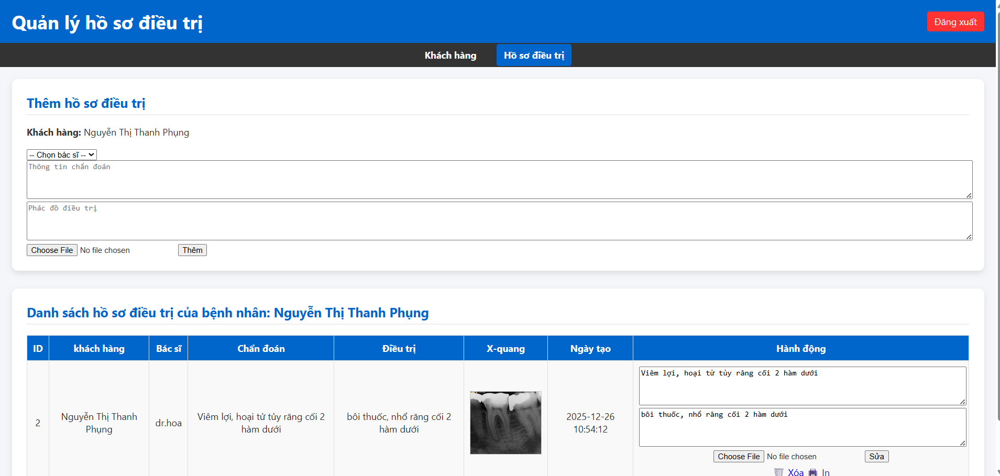 Quản lý hồ sơ điều trị
Đăng xuất
Khách hàng
Hồ sơ điều trị
Thêm hồ sơ điều trị
Khách hàng: Nguyễn Thị Thanh Phụng
-- Chọn bác sĩ --
Thông tin chẩn đoán
Phác đồ điều trị
Choose File No file chosen
Thêm
Danh sách hồ sơ điều trị của bệnh nhân: Nguyễn Thị Thanh Phụng
ID
khách hàng
Bác sĩ
Chẩn đoán
Điều trị
X-quang
Ngày tạo
Hành động
2
Nguyễn Thị Thanh
Phụng
dr.hoa
Viêm lợi, hoại tử tủy răng cối 2
hàm dưới
bôi thuốc, nhổ răng cối 2
hàm dưới
2025-12-26
10:54:12
Viêm lợi, hoại tử tủy răng cối 2 hàm dưới
bôi thuốc, nhổ răng cối 2 hàm dưới
Choose File No file chosen
Sửa
Xóa
In